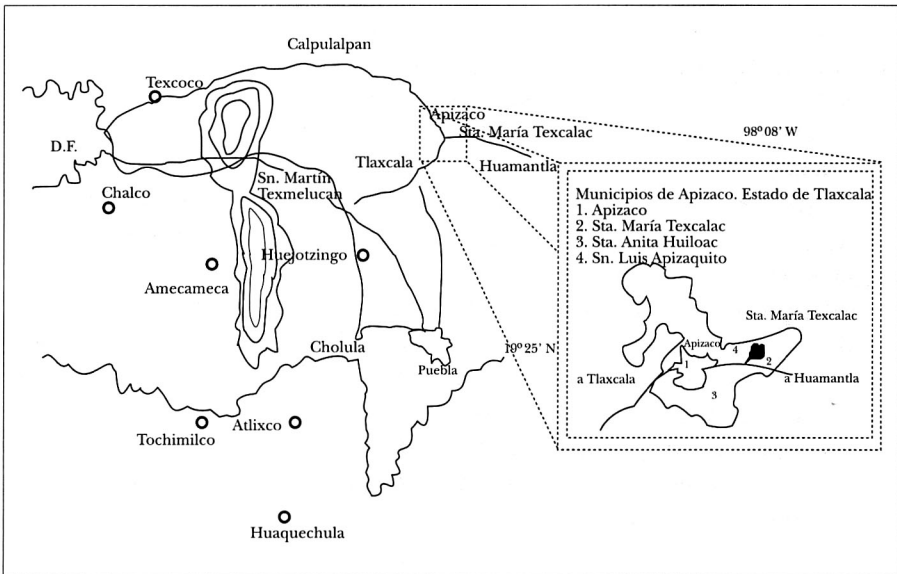 Calpulalpan
Texcoco
Apizaco
Sta. María Texcalac
98º 08' W
D.F.
Tlaxcala
Huamantla
Sn. Martín
Texmelucan
Chalco
Municipios de Apizaco. Estado de Tlaxcala
1. Apizaco
2. Sta. María Texcalac
3. Sta. Anita Huiloac
4. Sn. Luis Apizaquito
Huejotzingo
Amecameca
Sta. María Texcalac
Cholula
19º 25' N
Apizaco
4
Puebla
1
2
a Tlaxcala
a Huamantla
3
Tochimilco
Atlixco
Huaquechula